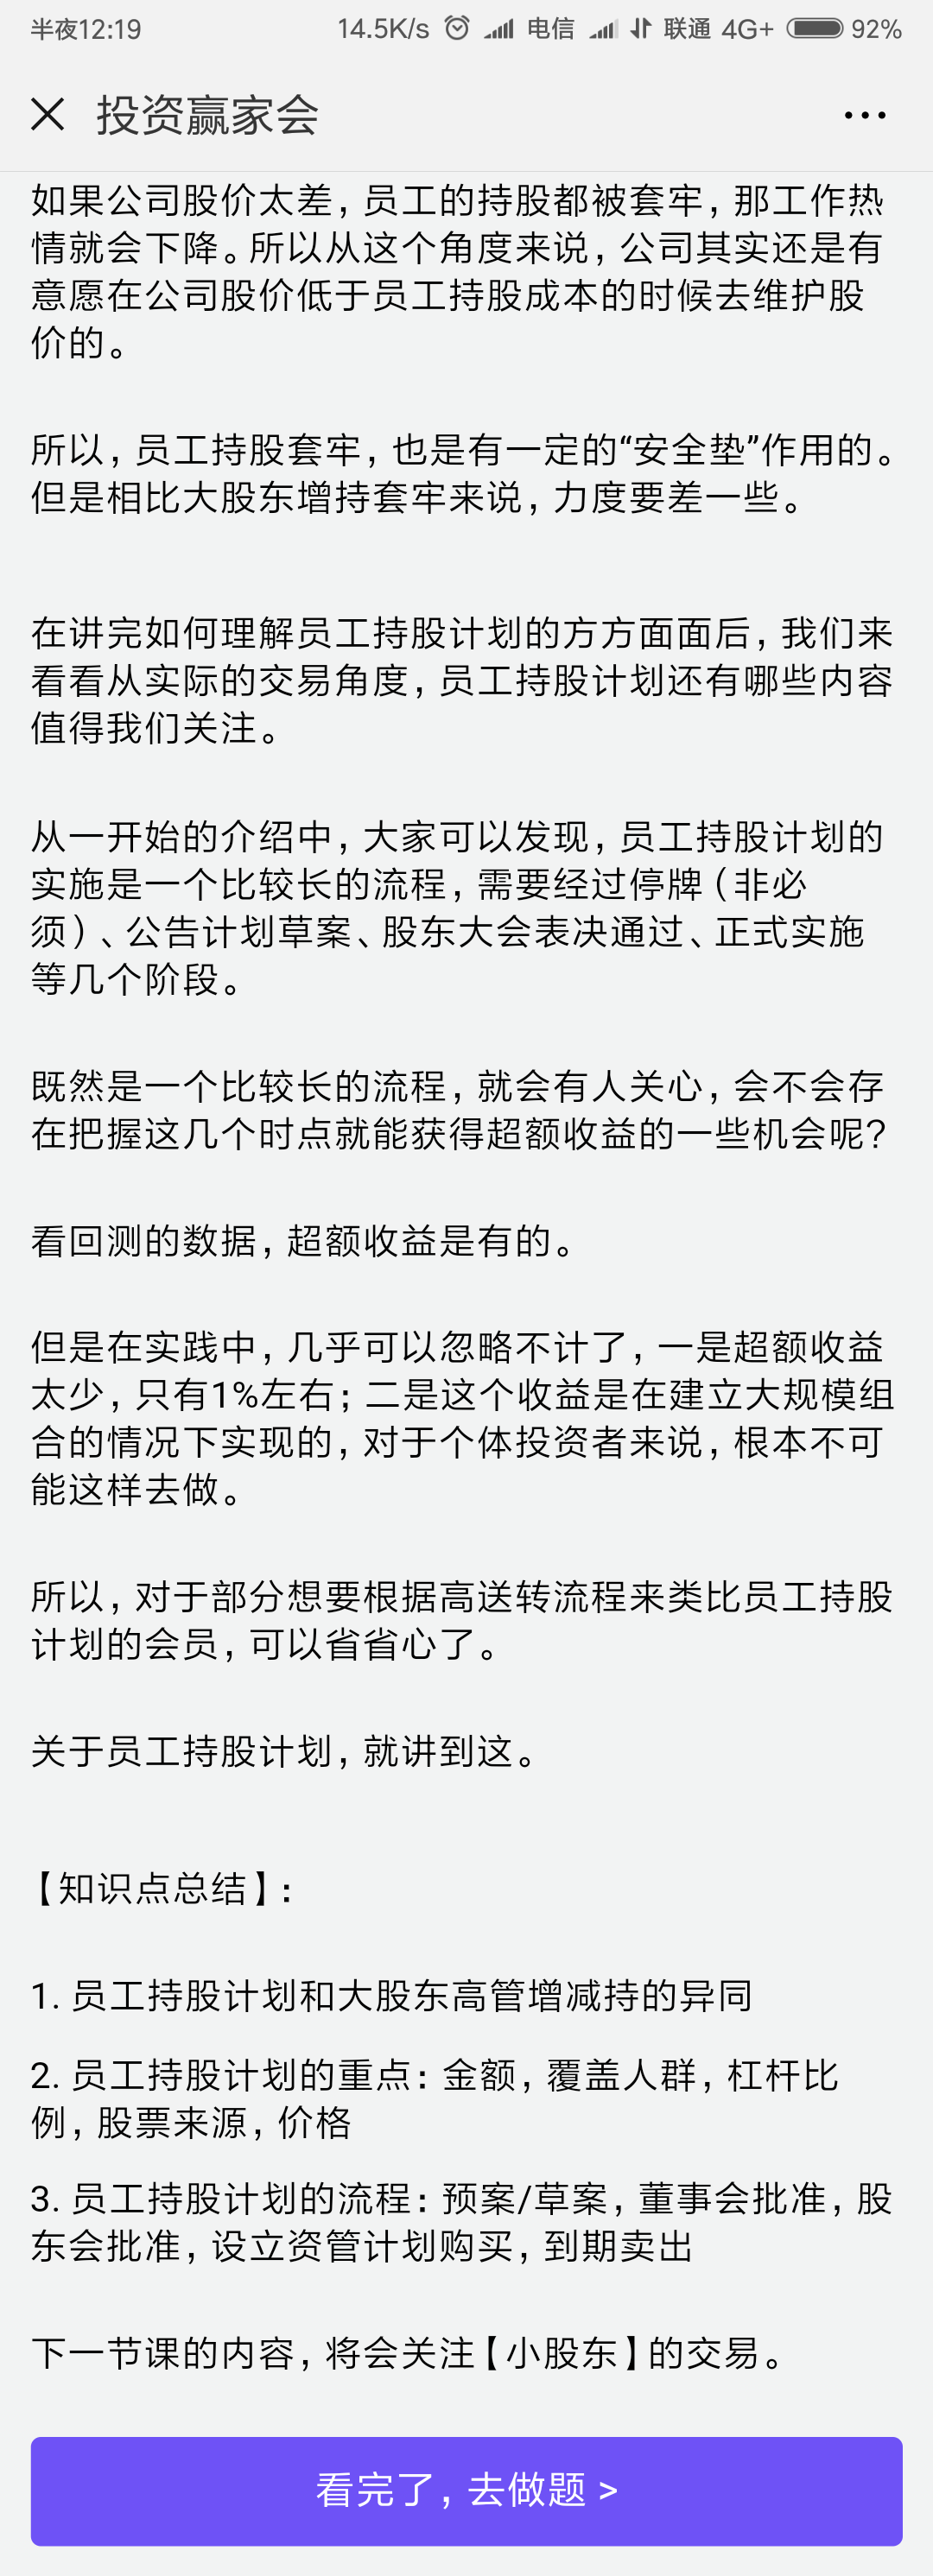 半夜12:19 14.5K/s 电信 联通 4G+ 92%
投资赢家会
如果公司股价太差，员工的持股都被套牢，那工作热
情就会下降。所以从这个角度来说，公司其实还是有
意愿在公司股价低于员工持股成本的时候去维护股
价的。
所以，员工持股套牢，也是有一定的“安全垫”作用的。
但是相比大股东增持套牢来说，力度要差一些。
在讲完如何理解员工持股计划的方方面面后，我们来
看看从实际的交易角度，员工持股计划还有哪些内容
值得我们关注。
从一开始的介绍中，大家可以发现，员工持股计划的
实施是一个比较长的流程，需要经过停牌（非必
须）、公告计划草案、股东大会表决通过、正式实施
等几个阶段。
既然是一个比较长的流程，就会有人关心，会不会存
在把握这几个时点就能获得超额收益的一些机会呢？
看回测的数据，超额收益是有的。
但是在实践中，几乎可以忽略不计了，一是超额收益
太少，只有1%左右；二是这个收益是在建立大规模组
合的情况下实现的，对于个体投资者来说，根本不可
能这样去做。
所以，对于部分想要根据高送转流程来类比员工持股
计划的会员，可以省省心了。
关于员工持股计划，就讲到这。
【知识点总结】：
1. 员工持股计划和大股东高管增减持的异同
2. 员工持股计划的重点：金额，覆盖人群，杠杆比
例，股票来源，价格
3. 员工持股计划的流程：预案/草案，董事会批准，股
东会批准，设立资管计划购买，到期卖出
下一节课的内容，将会关注【小股东】的交易。
看完了，去做题 >